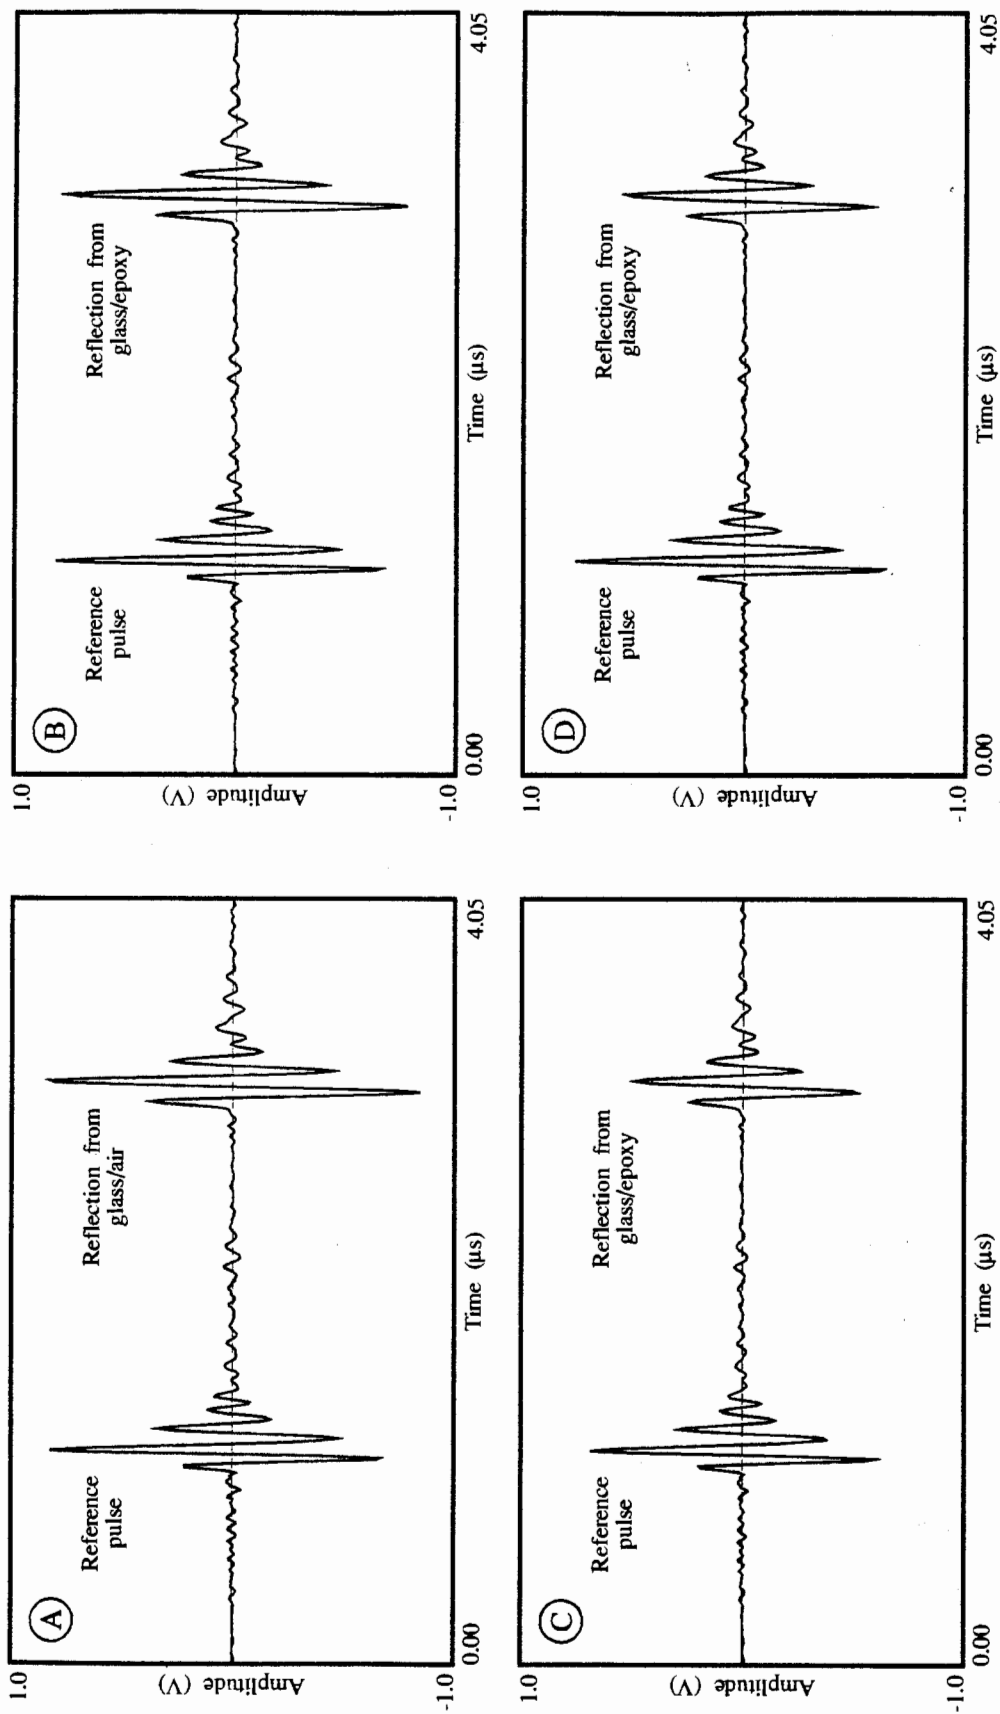 A
1.0
Amplitude (V)
-1.0
0.00
Time (μs)
4.05
Reference
pulse
Reflection from
glass/air
B
1.0
Amplitude (V)
-1.0
0.00
Time (μs)
4.05
Reference
pulse
Reflection from
glass/epoxy
C
1.0
Amplitude (V)
-1.0
0.00
Time (μs)
4.05
Reference
pulse
Reflection from
glass/epoxy
D
1.0
Amplitude (V)
-1.0
0.00
Time (μs)
4.05
Reference
pulse
Reflection from
glass/epoxy